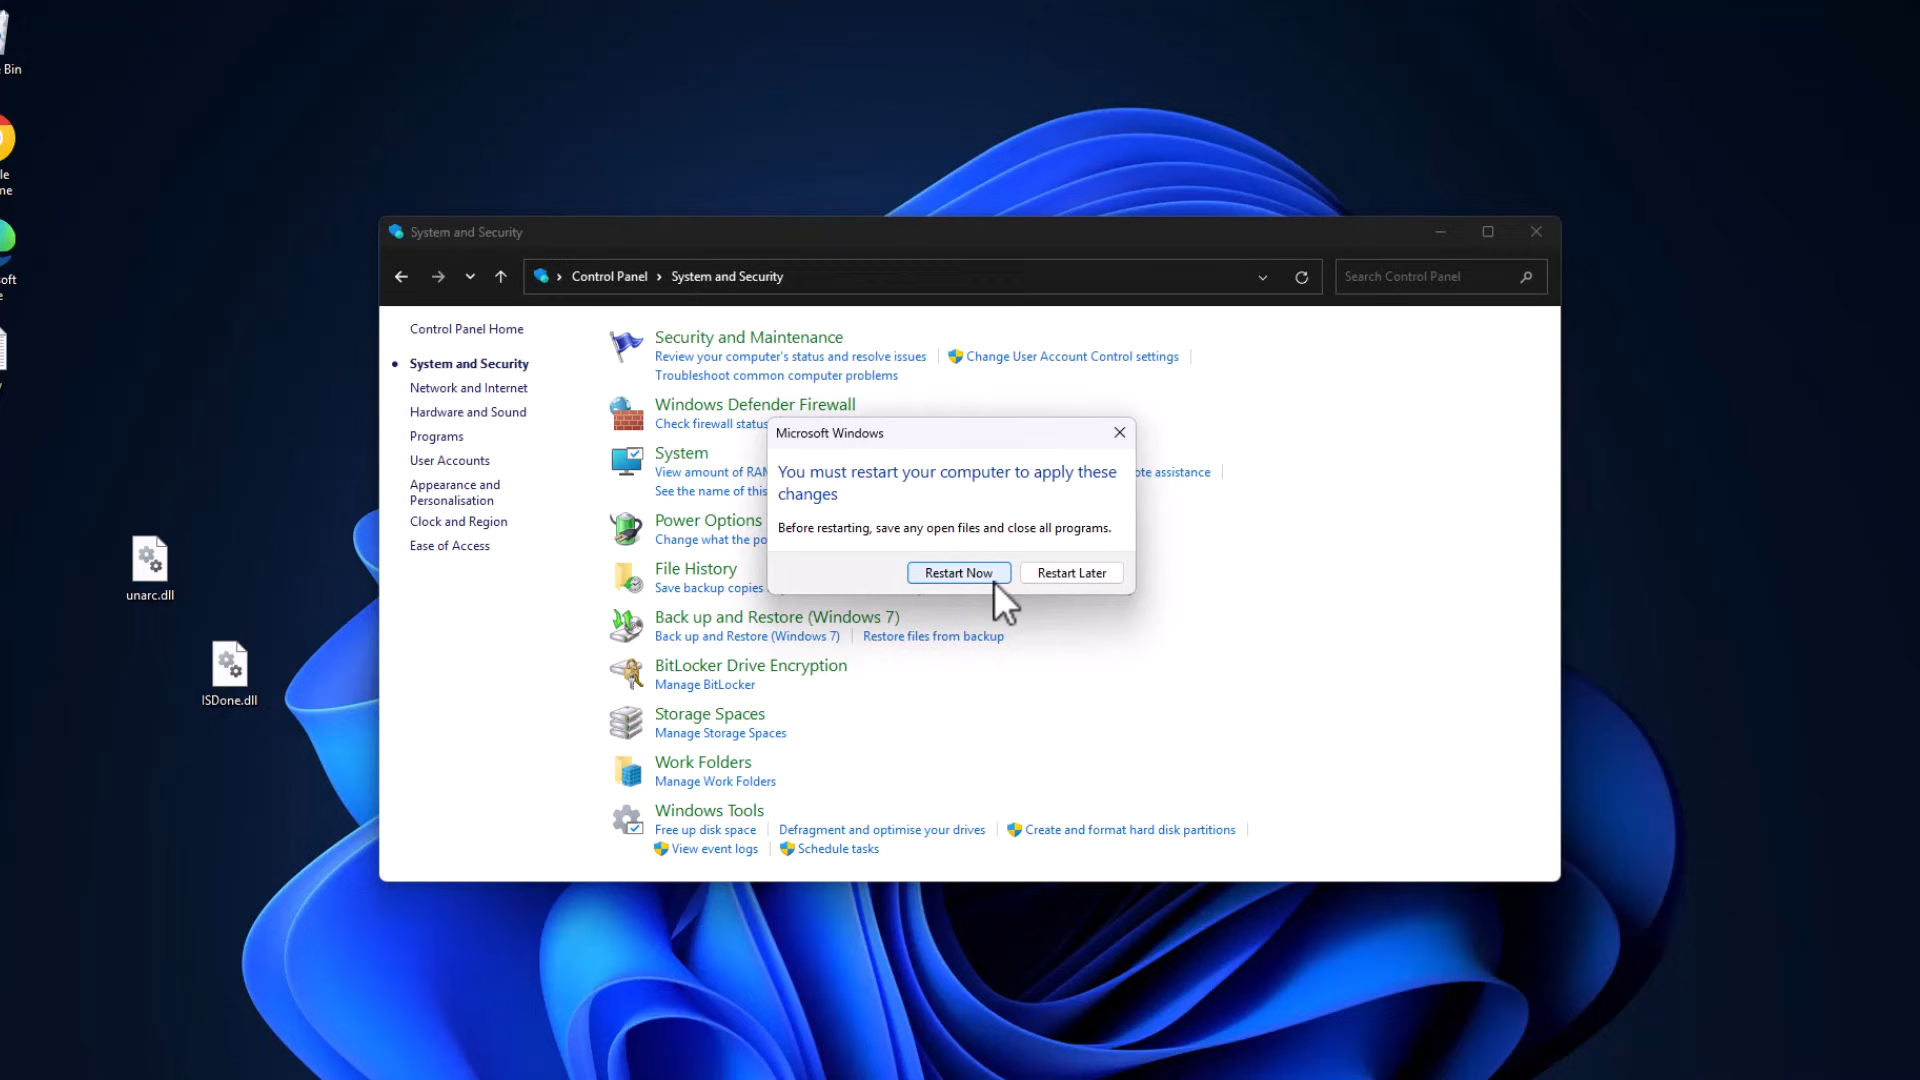 Bin
le
me
soft
e
unarc.dll
ISDone.dll
System and Security
Control Panel › System and Security
Search Control Panel
Control Panel Home
System and Security
Network and Internet
Hardware and Sound
Programs
User Accounts
Appearance and
Personalisation
Clock and Region
Ease of Access
Security and Maintenance
Review your computer's status and resolve issues
Change User Account Control settings
Troubleshoot common computer problems
Windows Defender Firewall
Check firewall status
System
View amount of RAM
ote assistance
See the name of this
Power Options
Change what the po
File History
Save backup copies
Back up and Restore (Windows 7)
Back up and Restore (Windows 7)
Restore files from backup
BitLocker Drive Encryption
Manage BitLocker
Storage Spaces
Manage Storage Spaces
Work Folders
Manage Work Folders
Windows Tools
Free up disk space
Defragment and optimise your drives
Create and format hard disk partitions
View event logs
Schedule tasks
Microsoft Windows
You must restart your computer to apply these
changes
Before restarting, save any open files and close all programs.
Restart Now
Restart Later